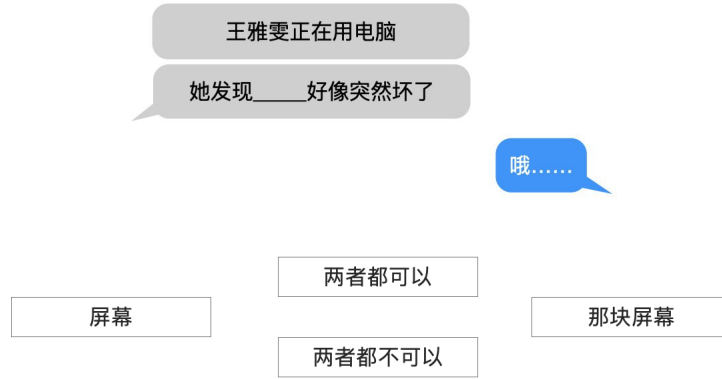 王雅雯正在用电脑
她发现_____好像突然坏了
哦......
两者都可以
屏幕
那块屏幕
两者都不可以